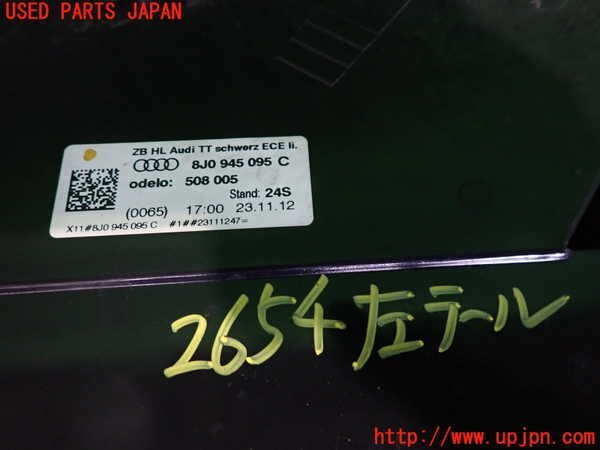 USED PARTS JAPAN
ZB HL Audi TT schwarz ECE li.
8J0 945 095 C
odelo: 508 005
Stand: 24S
(0065) 17:00 23.11.12
X11#8J0 945 095 C #1##23111247=
2654左テール
http://www.upjpn.com/